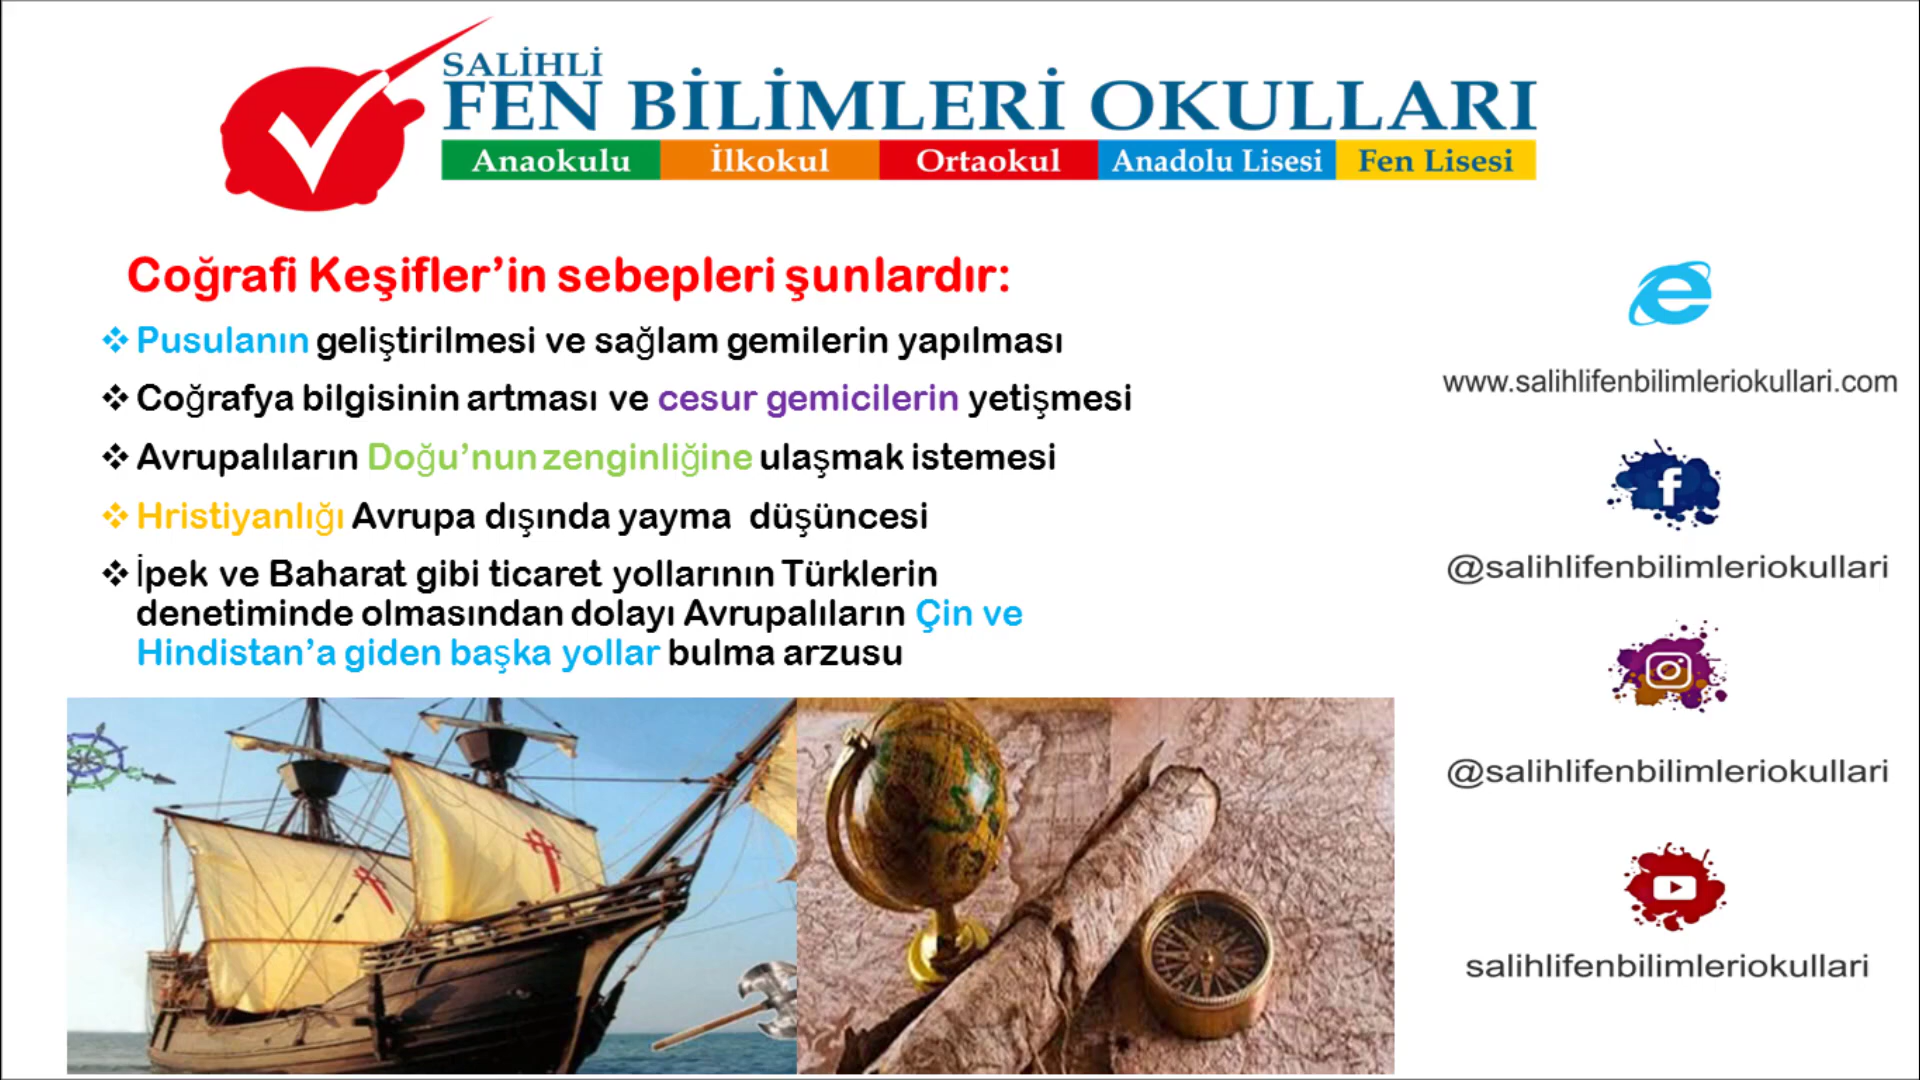 SALİHLİ
FEN BİLİMLERİ OKULLARI
Anaokulu İlkokul Ortaokul Anadolu Lisesi Fen Lisesi
Coğrafi Keşifler’in sebepleri şunlardır:
Pusulanın geliştirilmesi ve sağlam gemilerin yapılması
Coğrafya bilgisinin artması ve cesur gemicilerin yetişmesi
Avrupalıların Doğu’nun zenginliğine ulaşmak istemesi
Hristiyanlığı Avrupa dışında yayma düşüncesi
İpek ve Baharat gibi ticaret yollarının Türklerin
denetiminde olmasından dolayı Avrupalıların Çin ve
Hindistan’a giden başka yollar bulma arzusu
www.salihlifenbilimleriokullari.com
@salihlifenbilimleriokullari
@salihlifenbilimleriokullari
salihlifenbilimleriokullari